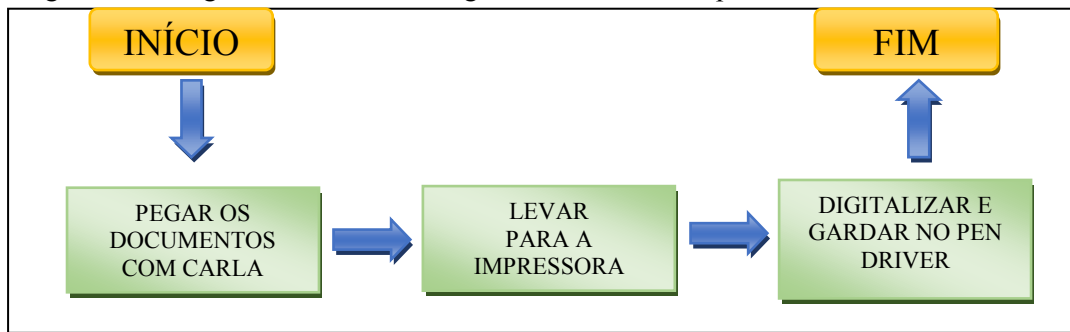 INÍCIO
FIM
PEGAR OS
DOCUMENTOS
COM CARLA
LEVAR
PARA A
IMPRESSORA
DIGITALIZAR E
GARDAR NO PEN
DRIVER